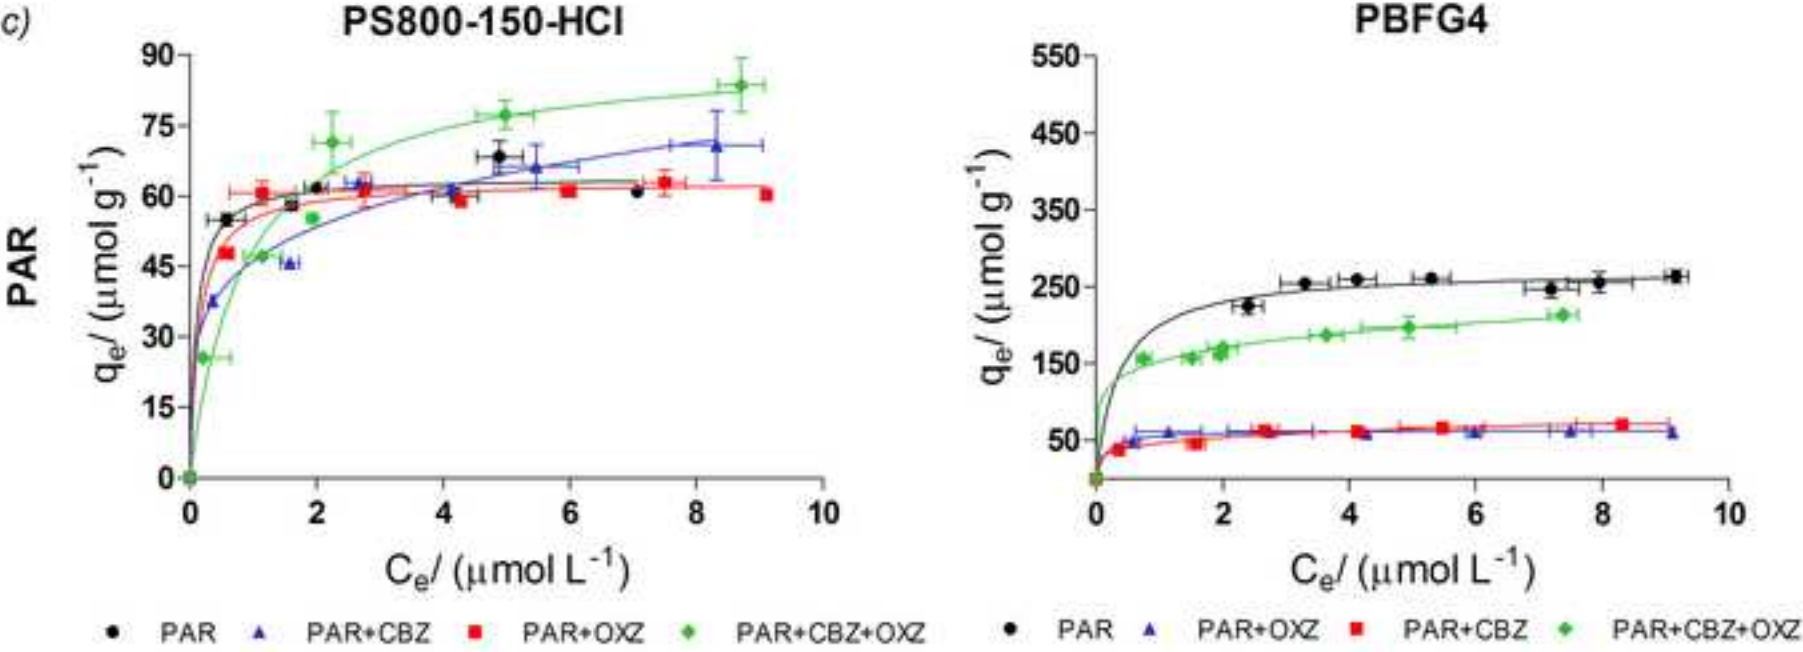 c)
PS800-150-HCl
PBFG4
PAR
90
75
60
45
30
15
0
qe/ (μmol g-1)
0 2 4 6 8 10
Ce/ (μmol L-1)
PAR PAR+CBZ PAR+OXZ PAR+CBZ+OXZ
550
450
350
250
150
50
qe/ (μmol g-1)
0 2 4 6 8 10
Ce/ (μmol L-1)
PAR PAR+OXZ PAR+CBZ PAR+CBZ+OXZ